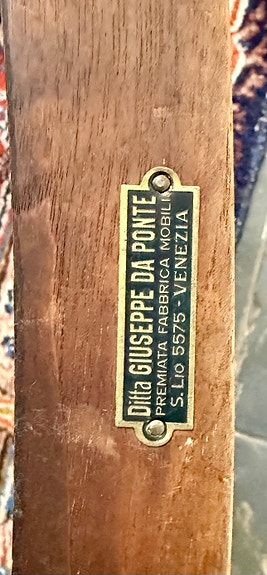 Ditta GIUSEPPE DA PONTE
PREMIATA FABBRICA MOBILI
S. LIO 5575 - VENEZIA